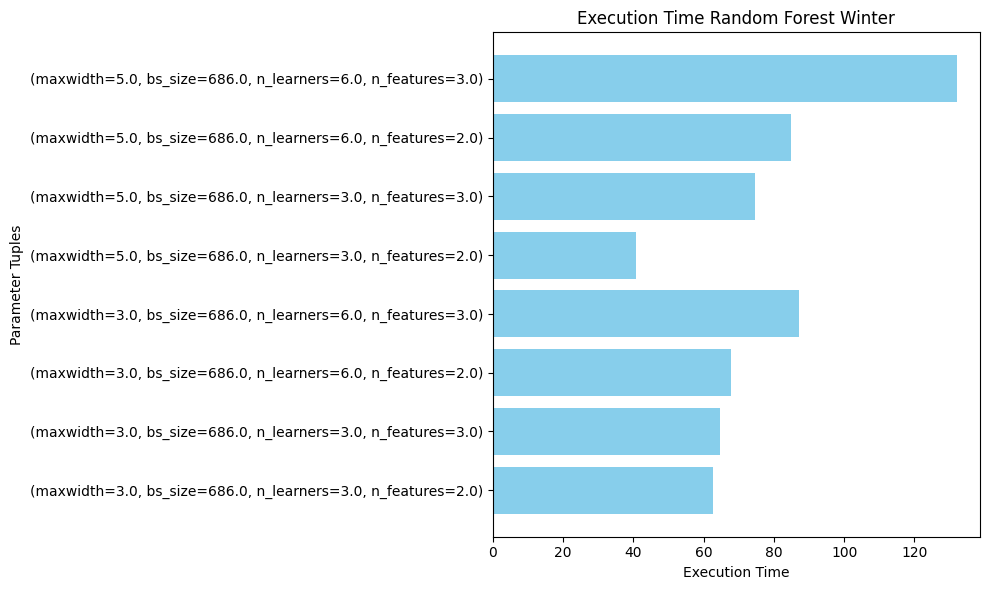 Execution Time Random Forest Winter
Parameter Tuples
(maxwidth=5.0, bs_size=686.0, n_learners=6.0, n_features=3.0)
(maxwidth=5.0, bs_size=686.0, n_learners=6.0, n_features=2.0)
(maxwidth=5.0, bs_size=686.0, n_learners=3.0, n_features=3.0)
(maxwidth=5.0, bs_size=686.0, n_learners=3.0, n_features=2.0)
(maxwidth=3.0, bs_size=686.0, n_learners=6.0, n_features=3.0)
(maxwidth=3.0, bs_size=686.0, n_learners=6.0, n_features=2.0)
(maxwidth=3.0, bs_size=686.0, n_learners=3.0, n_features=3.0)
(maxwidth=3.0, bs_size=686.0, n_learners=3.0, n_features=2.0)
0 20 40 60 80 100 120
Execution Time